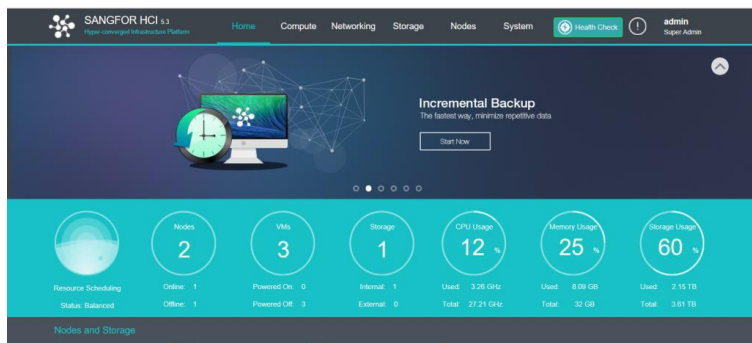 SANGFOR HCI 5.3
Hyper-converged Infrastructure Platform
Home Compute Networking Storage Nodes System Health Check admin
Super Admin
Incremental Backup
The fastest way, minimize repetitive data
Start Now
Nodes VMs Storage CPU Usage Memory Usage Storage Usage
2 3 1 12 % 25 % 60 %
Resource Scheduling Online: 1 Powered On: 0 Internal: 1 Used: 3.26 GHz Used: 8.09 GB Used: 2.15 TB
Status: Balanced Offline: 1 Powered Off: 3 External: 0 Total: 27.21 GHz Total: 32 GB Total: 3.61 TB
Nodes and Storage